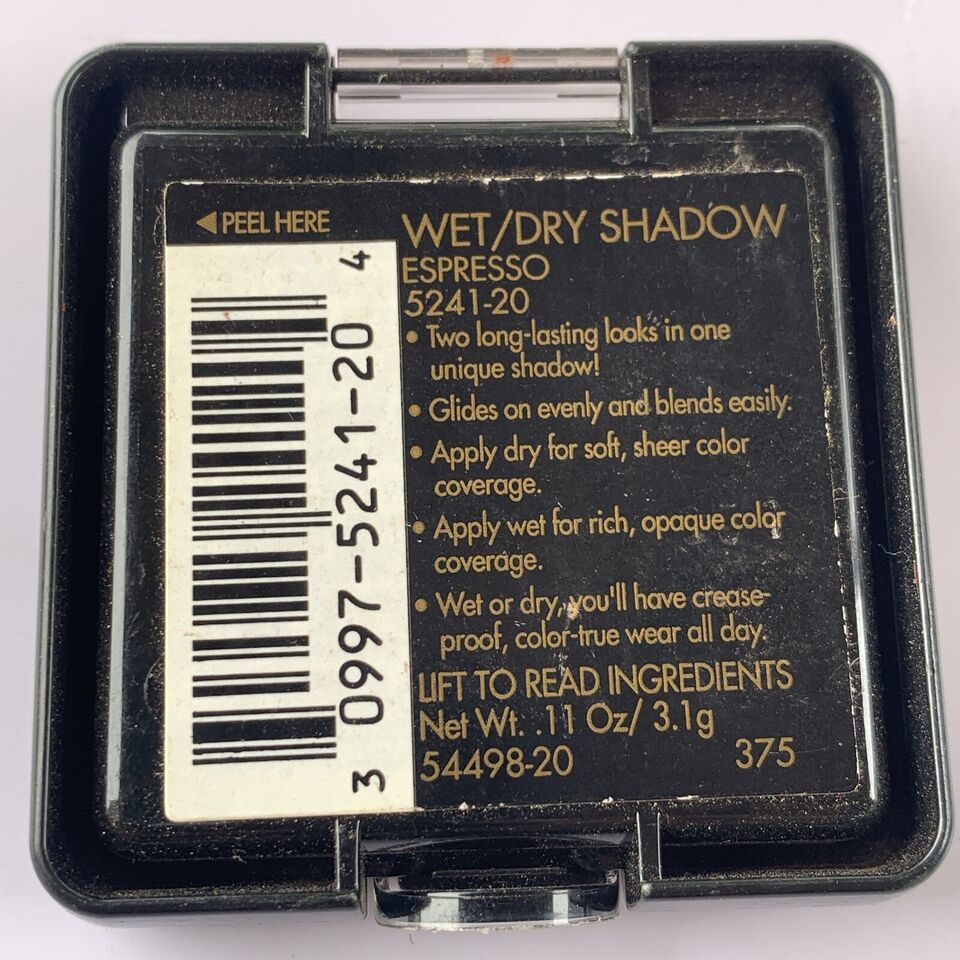 ◄PEEL HERE
WET/DRY SHADOW
ESPRESSO
5241-20
• Two long-lasting looks in one
unique shadow!
• Glides on evenly and blends easily.
• Apply dry for soft, sheer color
coverage.
• Apply wet for rich, opaque color
coverage.
• Wet or dry, you'll have crease-
proof, color-true wear all day.
LIFT TO READ INGREDIENTS
Net Wt. .11 Oz/ 3.1g
54498-20 375
3 0997-5241-20 4